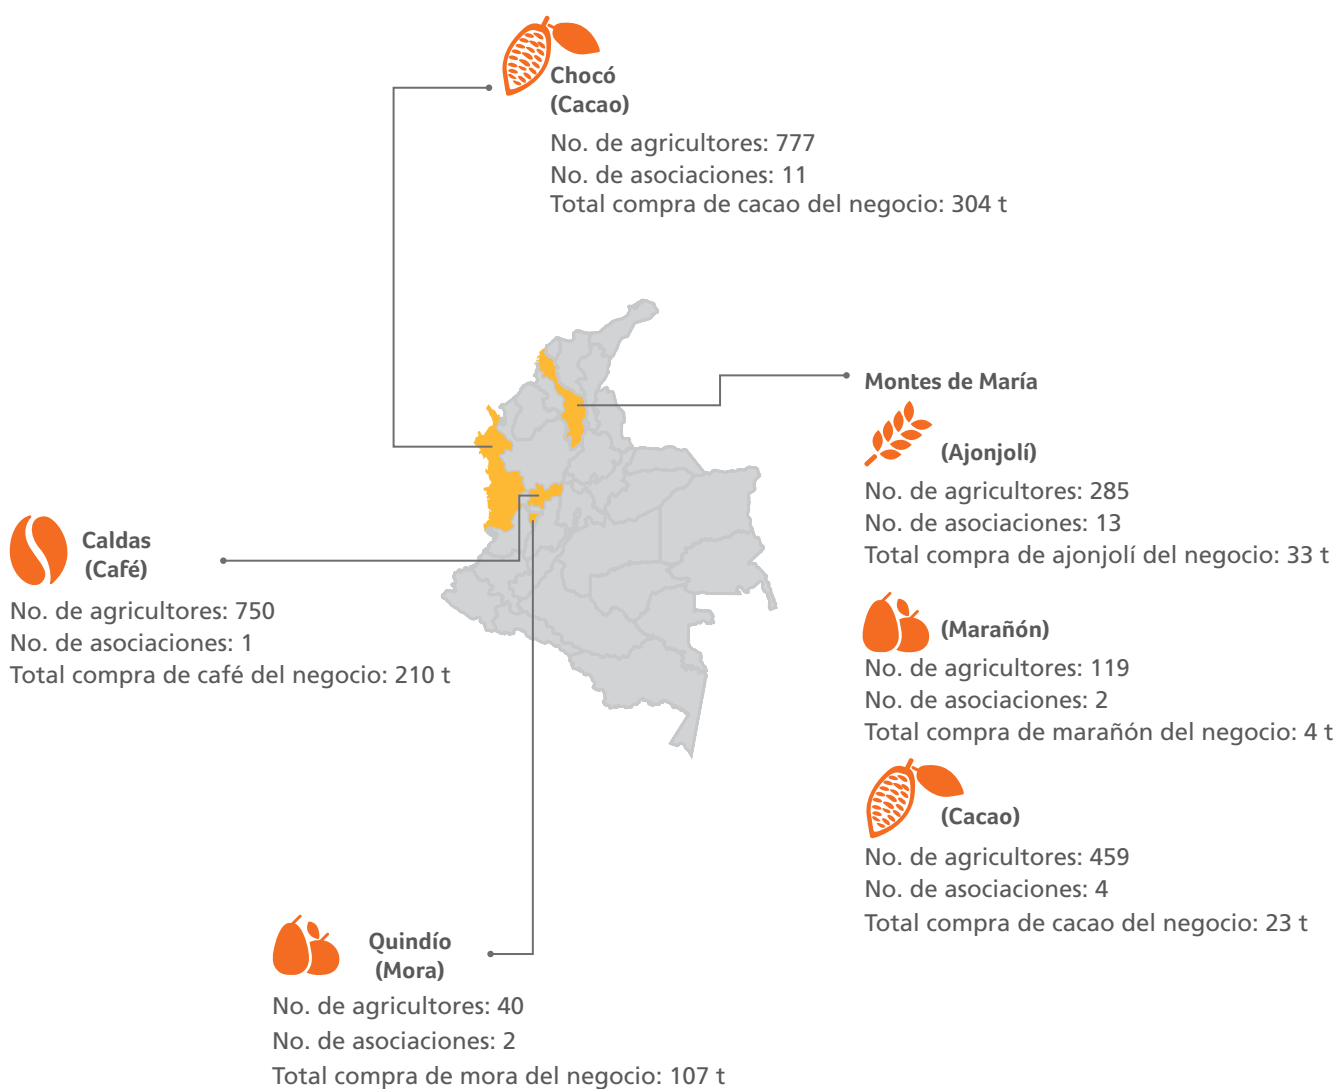 Chocó
(Cacao)
No. de agricultores: 777
No. de asociaciones: 11
Total compra de cacao del negocio: 304 t
Montes de María
(Ajonjolí)
No. de agricultores: 285
No. de asociaciones: 13
Total compra de ajonjolí del negocio: 33 t
(Marañón)
No. de agricultores: 119
No. de asociaciones: 2
Total compra de marañón del negocio: 4 t
(Cacao)
No. de agricultores: 459
No. de asociaciones: 4
Total compra de cacao del negocio: 23 t
Caldas
(Café)
No. de agricultores: 750
No. de asociaciones: 1
Total compra de café del negocio: 210 t
Quindío
(Mora)
No. de agricultores: 40
No. de asociaciones: 2
Total compra de mora del negocio: 107 t